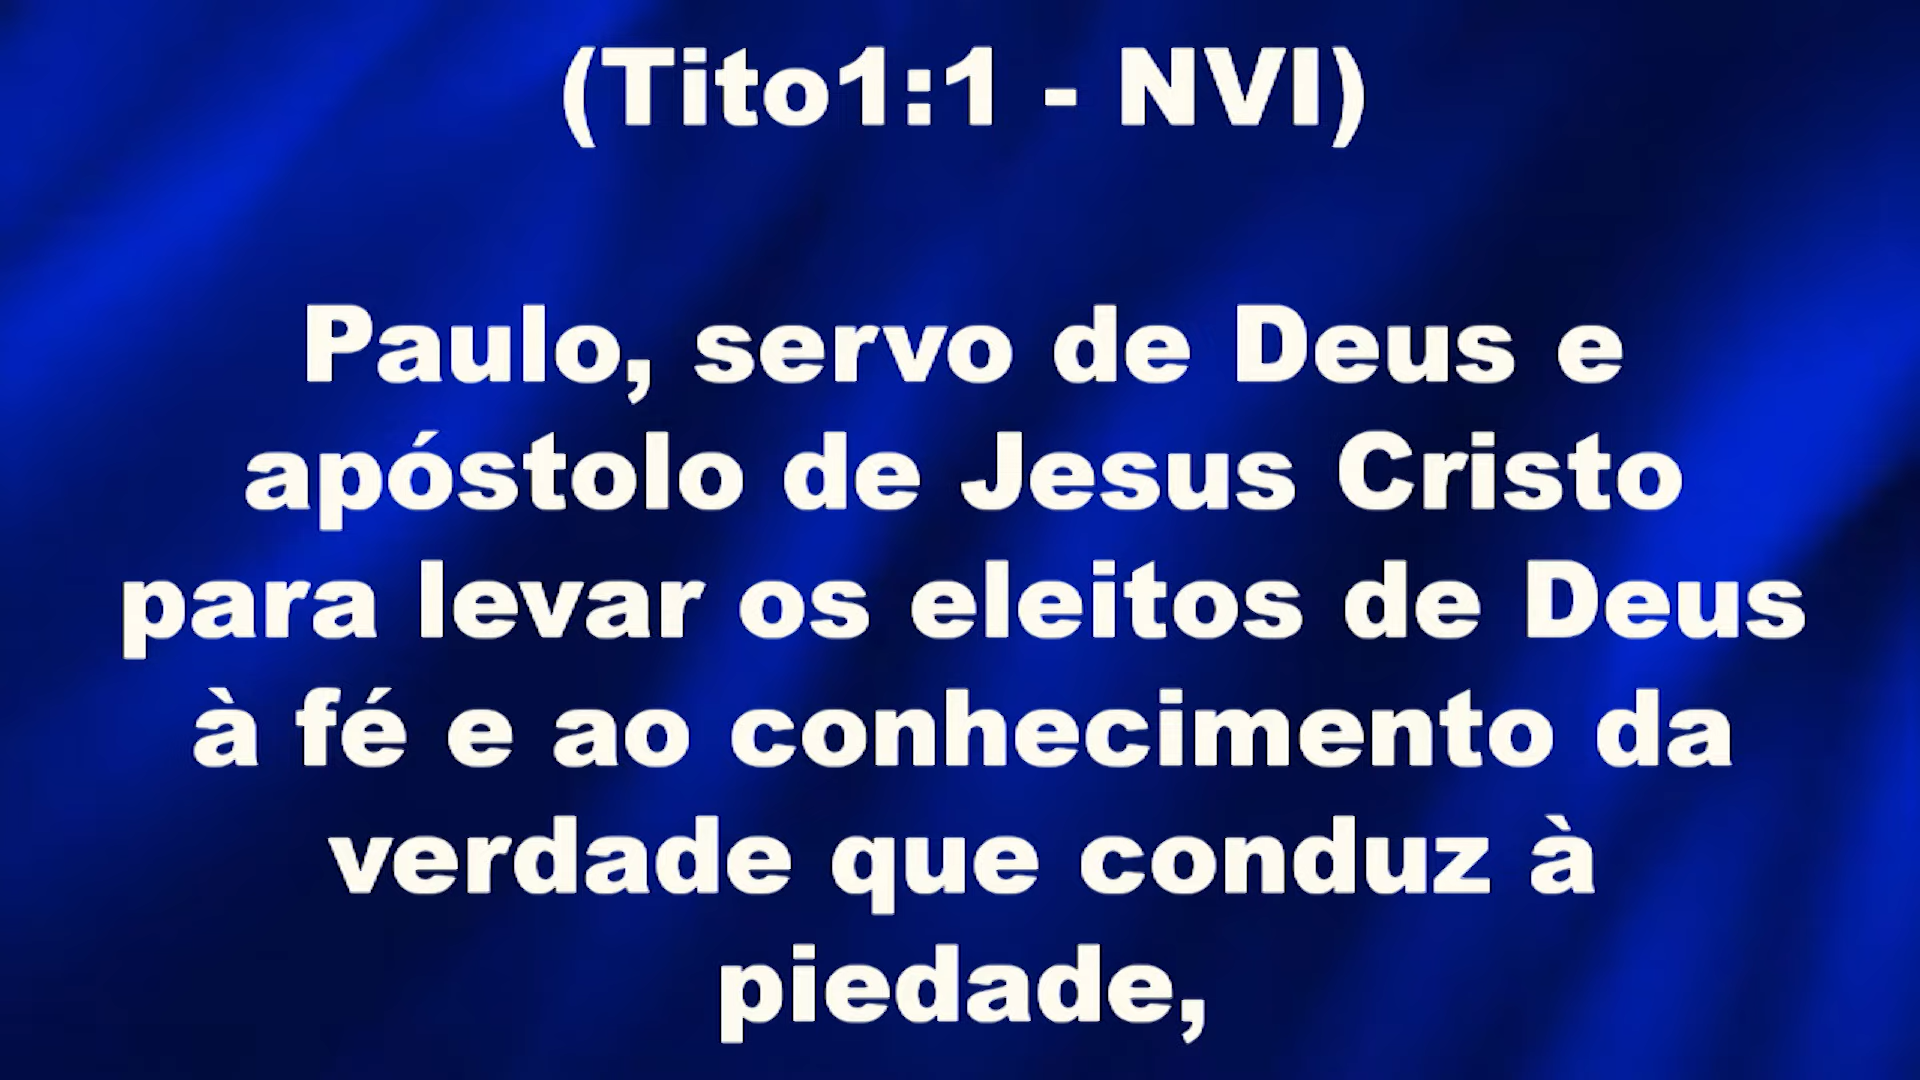 (Tito1:1 - NVI)
Paulo, servo de Deus e
apóstolo de Jesus Cristo
para levar os eleitos de Deus
à fé e ao conhecimento da
verdade que conduz à
piedade,